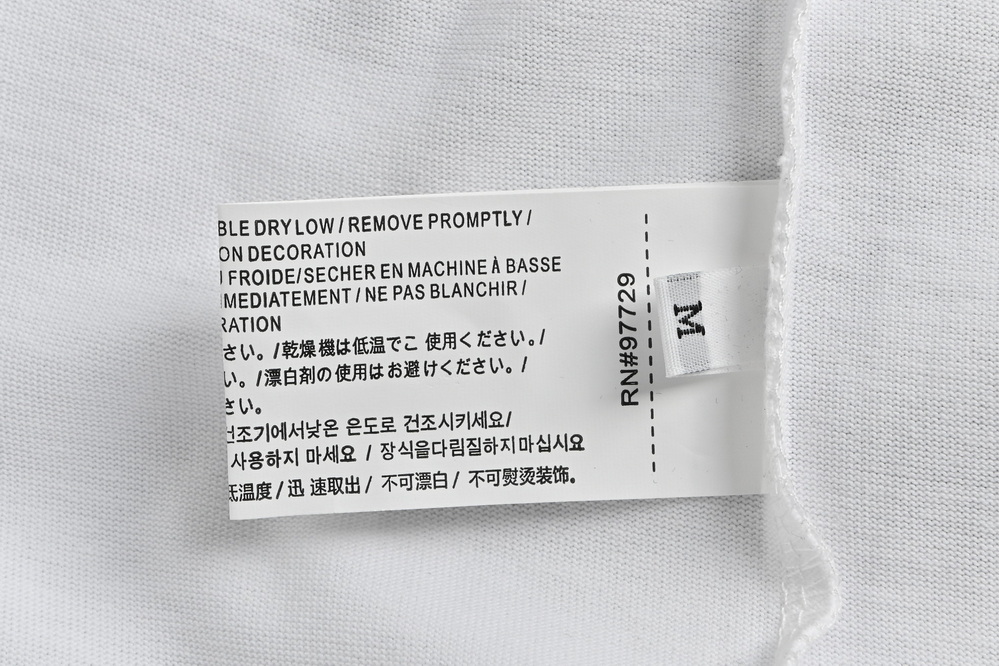 BLE DRY LOW / REMOVE PROMPTLY /
ON DECORATION
FROIDE/SECHER EN MACHINE À BASSE
MEDIATEMENT / NE PAS BLANCHIR /
RATION
さい。/乾燥機は低温でこ 使用ください。/
い。/漂白剤の使用はお避けください。/
さい。
건조기에서낮은 온도로 건조시키세요/
사용하지 마세요 / 장식을다림질하지마십시요
低温度/迅 速取出/ 不可漂白/ 不可熨烫装饰。
RN#97729
M